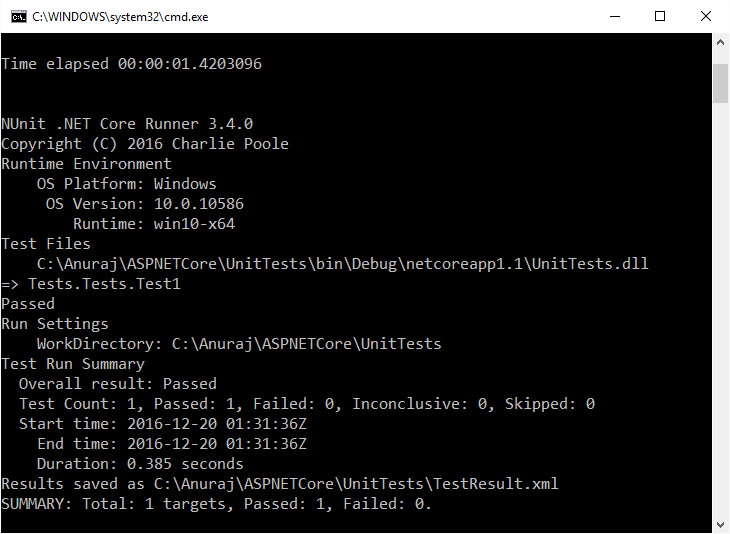 C:\WINDOWS\system32\cmd.exe
Time elapsed 00:00:01.4203096
NUnit .NET Core Runner 3.4.0
Copyright (C) 2016 Charlie Poole
Runtime Environment
OS Platform: Windows
OS Version: 10.0.10586
Runtime: win10-x64
Test Files
C:\Anuraj\ASPNETCore\UnitTests\bin\Debug\netcoreapp1.1\UnitTests.dll
=> Tests.Tests.Test1
Passed
Run Settings
WorkDirectory: C:\Anuraj\ASPNETCore\UnitTests
Test Run Summary
Overall result: Passed
Test Count: 1, Passed: 1, Failed: 0, Inconclusive: 0, Skipped: 0
Start time: 2016-12-20 01:31:36Z
End time: 2016-12-20 01:31:36Z
Duration: 0.385 seconds
Results saved as C:\Anuraj\ASPNETCore\UnitTests\TestResult.xml
SUMMARY: Total: 1 targets, Passed: 1, Failed: 0.